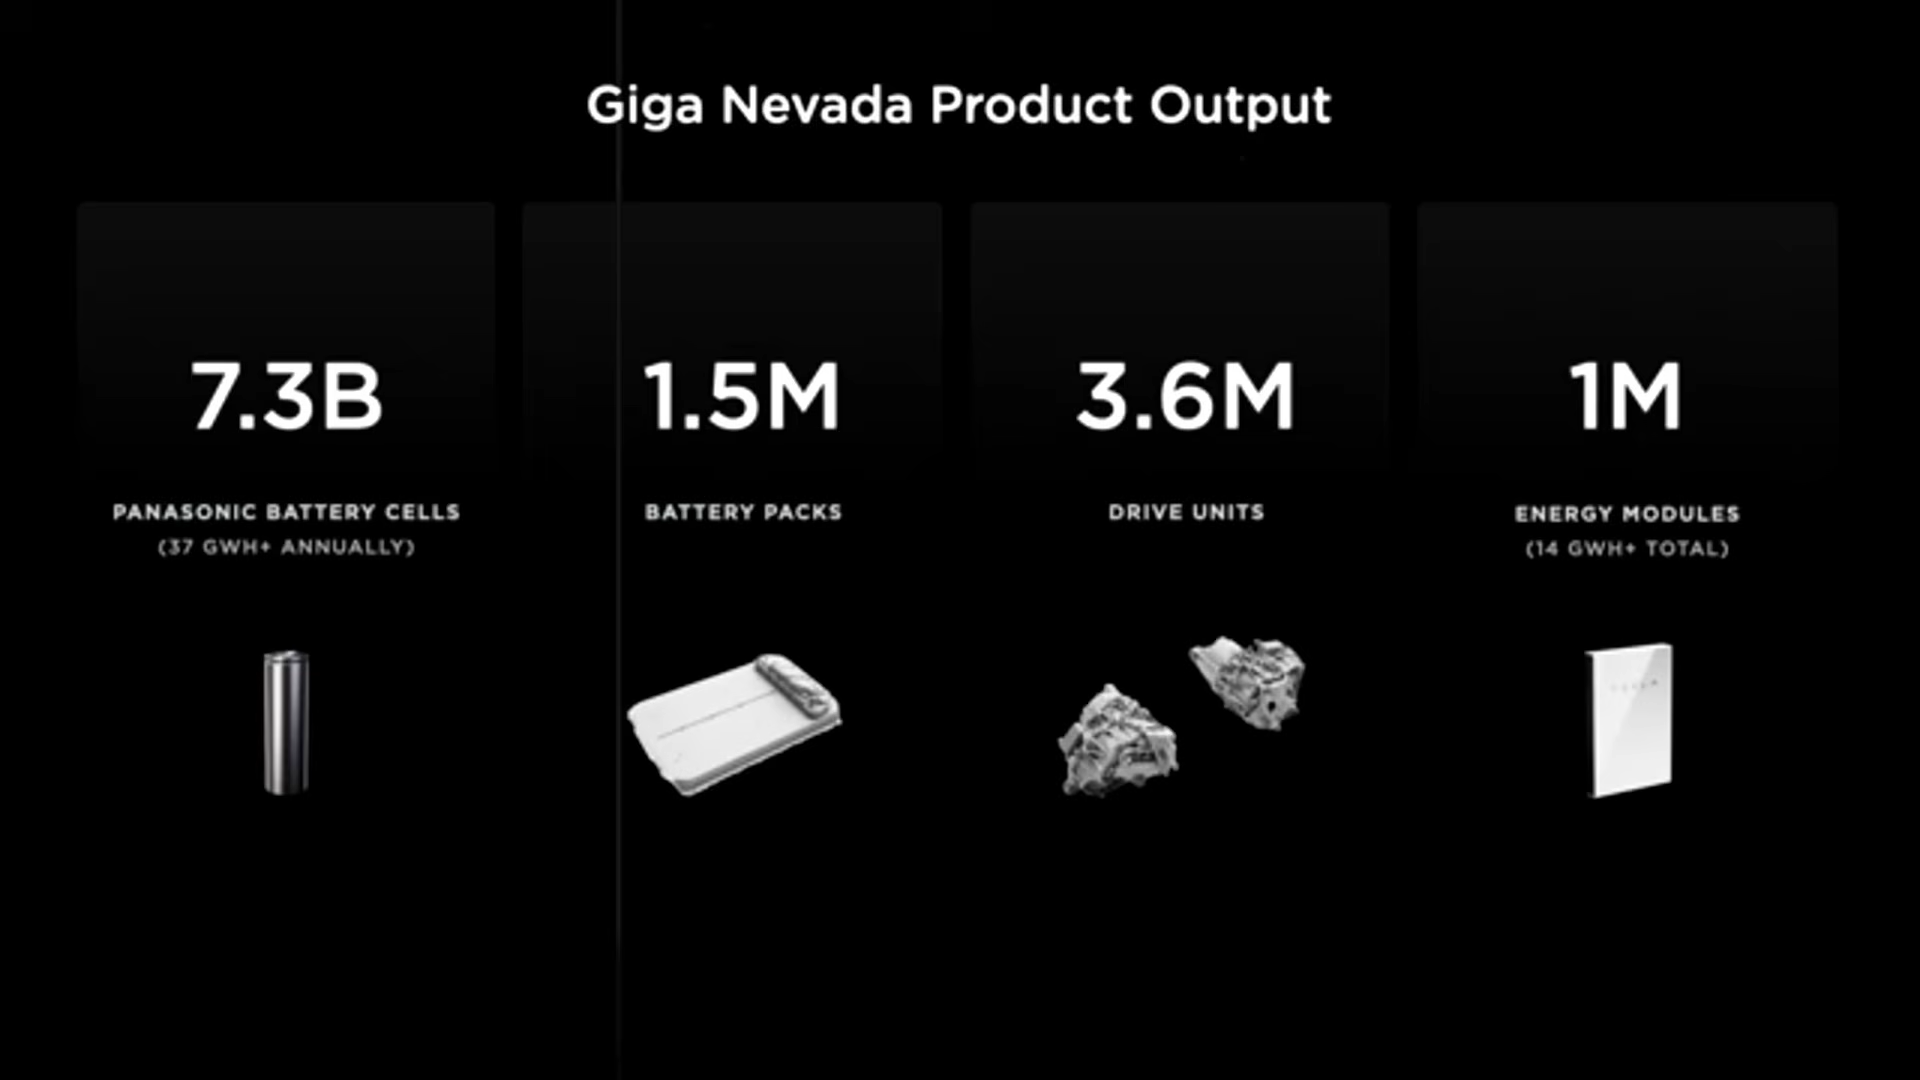 Giga Nevada Product Output
7.3B
PANASONIC BATTERY CELLS
(37 GWH+ ANNUALLY)
1.5M
BATTERY PACKS
3.6M
DRIVE UNITS
1M
ENERGY MODULES
(14 GWH+ TOTAL)